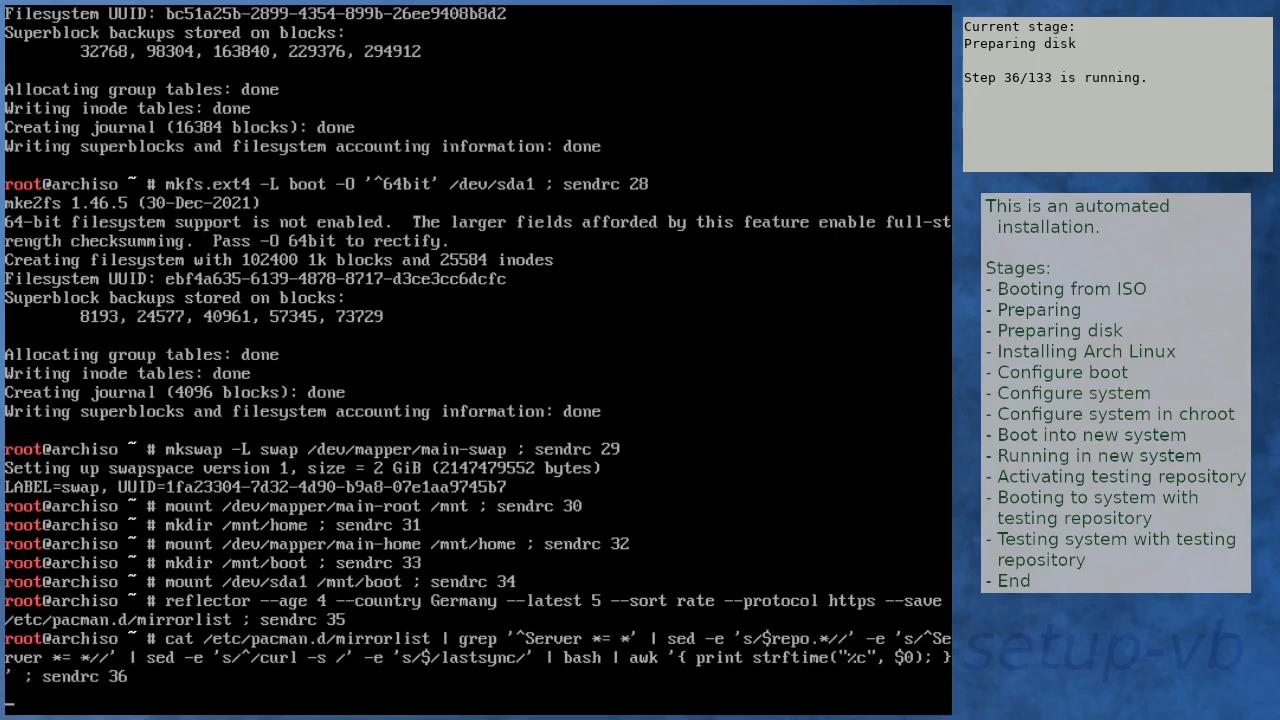 Filesystem UUID: bc51a25b-2899-4354-899b-26ee9408b8d2
Superblock backups stored on blocks:
        32768, 98304, 163840, 229376, 294912

Allocating group tables: done
Writing inode tables: done
Creating journal (16384 blocks): done
Writing superblocks and filesystem accounting information: done

root@archiso ~ # mkfs.ext4 -L boot -O '^64bit' /dev/sda1 ; sendrc 28
mke2fs 1.46.5 (30-Dec-2021)
64-bit filesystem support is not enabled.  The larger fields afforded by this feature enable full-st
rength checksumming.  Pass -O 64bit to rectify.
Creating filesystem with 102400 1k blocks and 25584 inodes
Filesystem UUID: ebf4a635-6139-4878-8717-d3ce3cc6dcfc
Superblock backups stored on blocks:
        8193, 24577, 40961, 57345, 73729

Allocating group tables: done
Writing inode tables: done
Creating journal (4096 blocks): done
Writing superblocks and filesystem accounting information: done

root@archiso ~ # mkswap -L swap /dev/mapper/main-swap ; sendrc 29
Setting up swapspace version 1, size = 2 GiB (2147479552 bytes)
LABEL=swap, UUID=1fa23304-7d32-4d90-b9a8-07e1aa9745b7
root@archiso ~ # mount /dev/mapper/main-root /mnt ; sendrc 30
root@archiso ~ # mkdir /mnt/home ; sendrc 31
root@archiso ~ # mount /dev/mapper/main-home /mnt/home ; sendrc 32
root@archiso ~ # mkdir /mnt/boot ; sendrc 33
root@archiso ~ # mount /dev/sda1 /mnt/boot ; sendrc 34
root@archiso ~ # reflector --age 4 --country Germany --latest 5 --sort rate --protocol https --save
/etc/pacman.d/mirrorlist ; sendrc 35
root@archiso ~ # cat /etc/pacman.d/mirrorlist | grep '^Server *= *' | sed -e 's/$repo.*//' -e 's/^Se
rver *= *//' | sed -e 's/^/curl -s /' -e 's/$/lastsync/' | bash | awk '{ print strftime("%c", $0); }
' ; sendrc 36
_
Current stage:
Preparing disk

Step 36/133 is running.
This is an automated
installation.

Stages:
- Booting from ISO
- Preparing
- Preparing disk
- Installing Arch Linux
- Configure boot
- Configure system
- Configure system in chroot
- Boot into new system
- Running in new system
- Activating testing repository
- Booting to system with
testing repository
- Testing system with testing
repository
- End
setup-vb